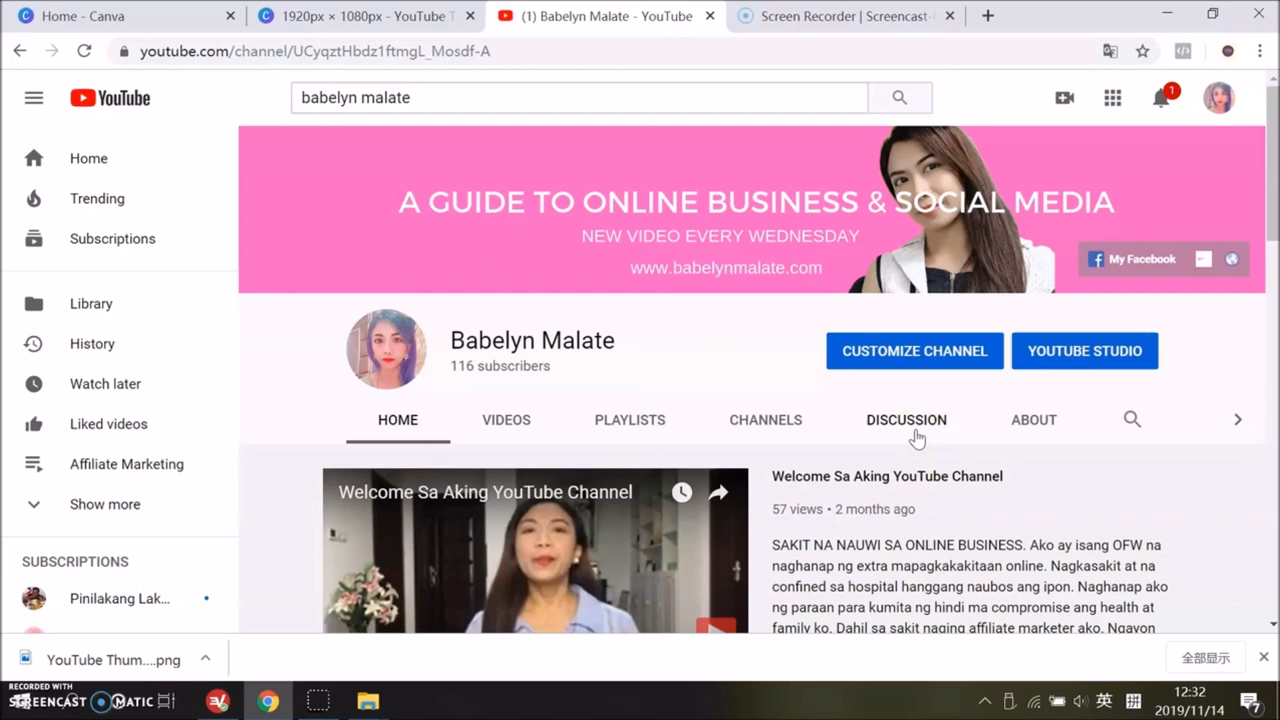 Home - Canva
1920px × 1080px - YouTube T
(1) Babelyn Malate - YouTube
Screen Recorder | Screencast-
youtube.com/channel/UCyqztHbdz1ftmgL_Mosdf-A
YouTube
babelyn malate
1
Home
Trending
Subscriptions
Library
History
Watch later
Liked videos
Affiliate Marketing
Show more
SUBSCRIPTIONS
Pinilakang Lak...
A GUIDE TO ONLINE BUSINESS & SOCIAL MEDIA
NEW VIDEO EVERY WEDNESDAY
www.babelynmalate.com
My Facebook
Babelyn Malate
116 subscribers
CUSTOMIZE CHANNEL
YOUTUBE STUDIO
HOME
VIDEOS
PLAYLISTS
CHANNELS
DISCUSSION
ABOUT
Welcome Sa Aking YouTube Channel
Welcome Sa Aking YouTube Channel
57 views • 2 months ago
SAKIT NA NAUWI SA ONLINE BUSINESS. Ako ay isang OFW na
naghanap ng extra mapagkakakitaan online. Nagkasakit at na
confined sa hospital hanggang naubos ang ipon. Naghanap ako
ng paraan para kumita ng hindi ma compromise ang health at
family ko. Dahil sa sakit naging affiliate marketer ako. Ngayon
YouTube Thum....png
全部显示
RECORDED WITH
SCREENCAST MATIC
英
拼
12:32
2019/11/14
7